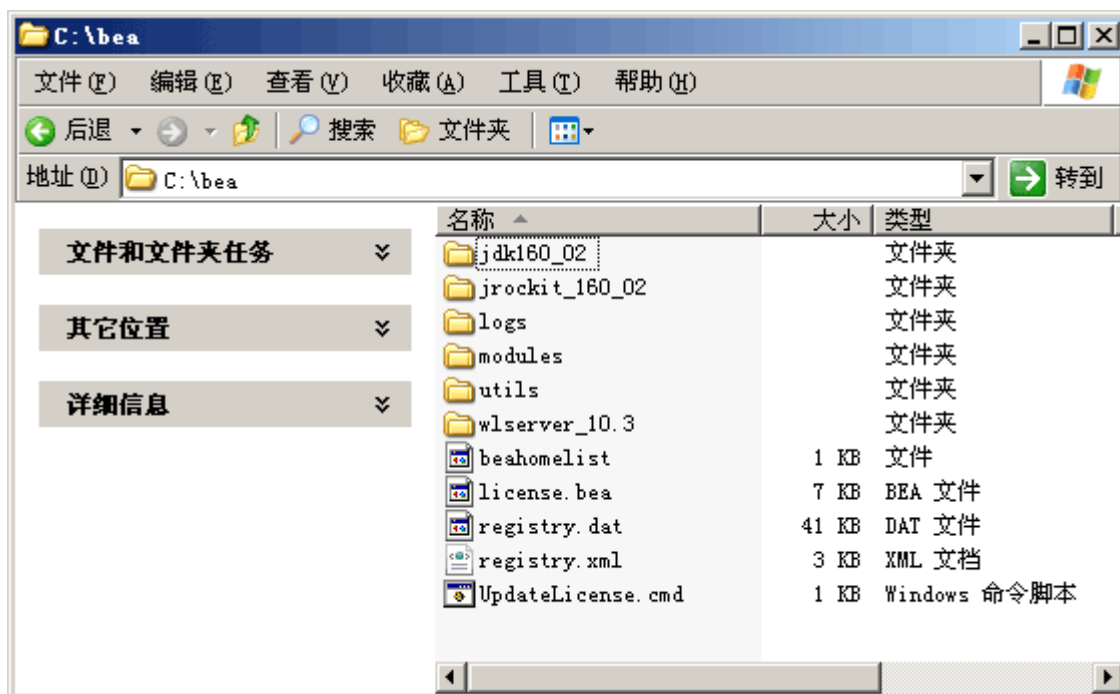 C:\bea
文件(F) 编辑(E) 查看(V) 收藏(A) 工具(T) 帮助(H)
后退 搜索 文件夹
地址(D) C:\bea 转到
文件和文件夹任务
其它位置
详细信息
名称 大小 类型
jdk160_02 文件夹
jrockit_160_02 文件夹
logs 文件夹
modules 文件夹
utils 文件夹
wlserver_10.3 文件夹
beahomelist 1 KB 文件
license.bea 7 KB BEA 文件
registry.dat 41 KB DAT 文件
registry.xml 3 KB XML 文档
UpdateLicense.cmd 1 KB Windows 命令脚本